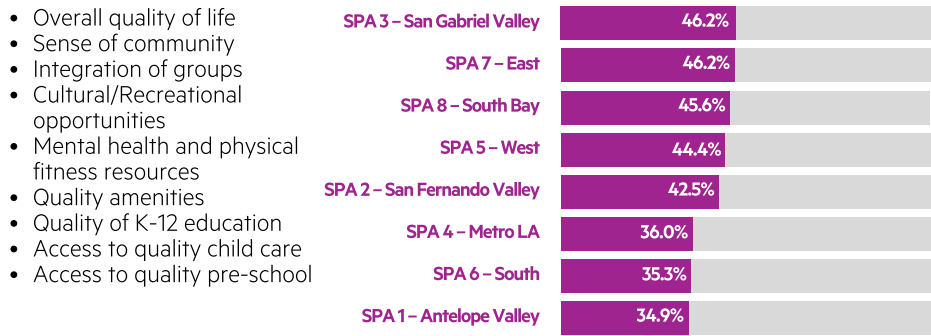 • Overall quality of life
• Sense of community
• Integration of groups
• Cultural/Recreational
opportunities
• Mental health and physical
fitness resources
• Quality amenities
• Quality of K-12 education
• Access to quality child care
• Access to quality pre-school
SPA 3 – San Gabriel Valley 46.2%
SPA 7 – East 46.2%
SPA 8 – South Bay 45.6%
SPA 5 – West 44.4%
SPA 2 – San Fernando Valley 42.5%
SPA 4 – Metro LA 36.0%
SPA 6 – South 35.3%
SPA 1 – Antelope Valley 34.9%